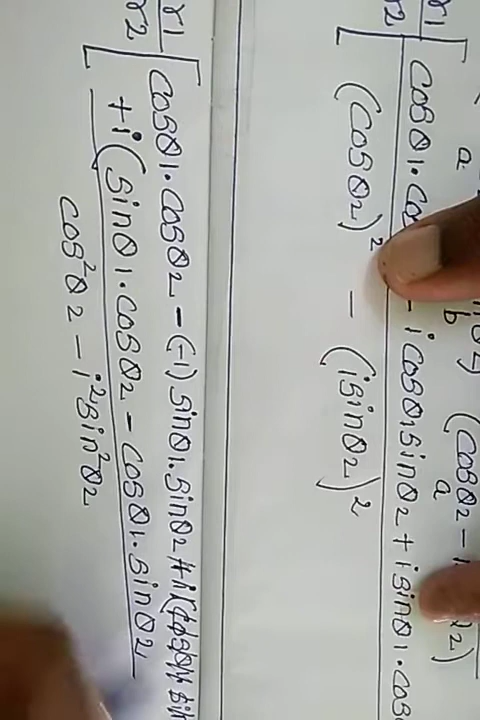 (cosθ2 -
a b a
r1 [ cosθ1.cos - i cosθ1 sinθ2 + i sinθ1.cos
r2
(cosθ2)² - (i sinθ2)²
r1 [ cosθ1.cosθ2 - (-1) sinθ1.sinθ2
r2
+ i (sinθ1.cosθ2 - cosθ1.sinθ2
cos²θ2 - i² sin²θ2